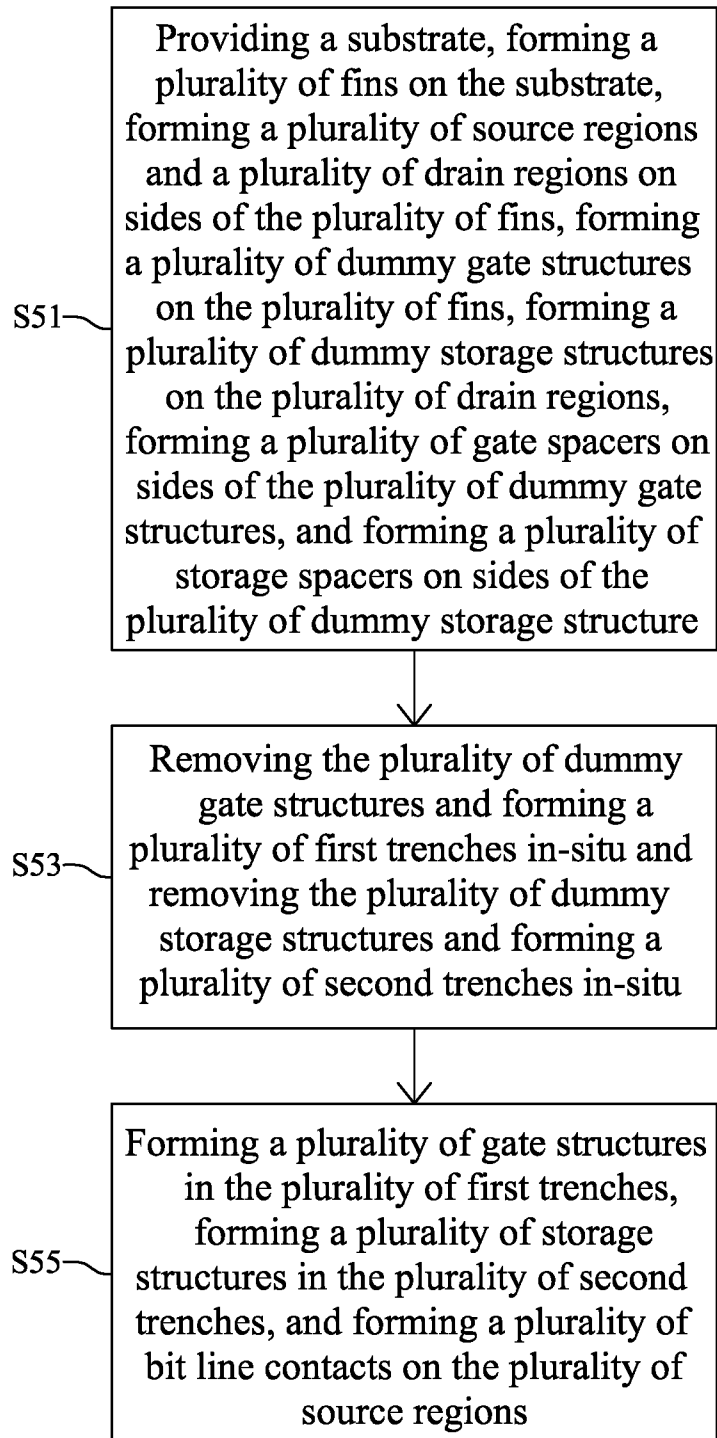 Providing a substrate, forming a
plurality of fins on the substrate,
forming a plurality of source regions
and a plurality of drain regions on
sides of the plurality of fins, forming
a plurality of dummy gate structures
on the plurality of fins, forming a
plurality of dummy storage structures
on the plurality of drain regions,
forming a plurality of gate spacers on
sides of the plurality of dummy gate
structures, and forming a plurality of
storage spacers on sides of the
plurality of dummy storage structure
S51
Removing the plurality of dummy
gate structures and forming a
plurality of first trenches in-situ and
removing the plurality of dummy
storage structures and forming a
plurality of second trenches in-situ
S53
Forming a plurality of gate structures
in the plurality of first trenches,
forming a plurality of storage
structures in the plurality of second
trenches, and forming a plurality of
bit line contacts on the plurality of
source regions
S55